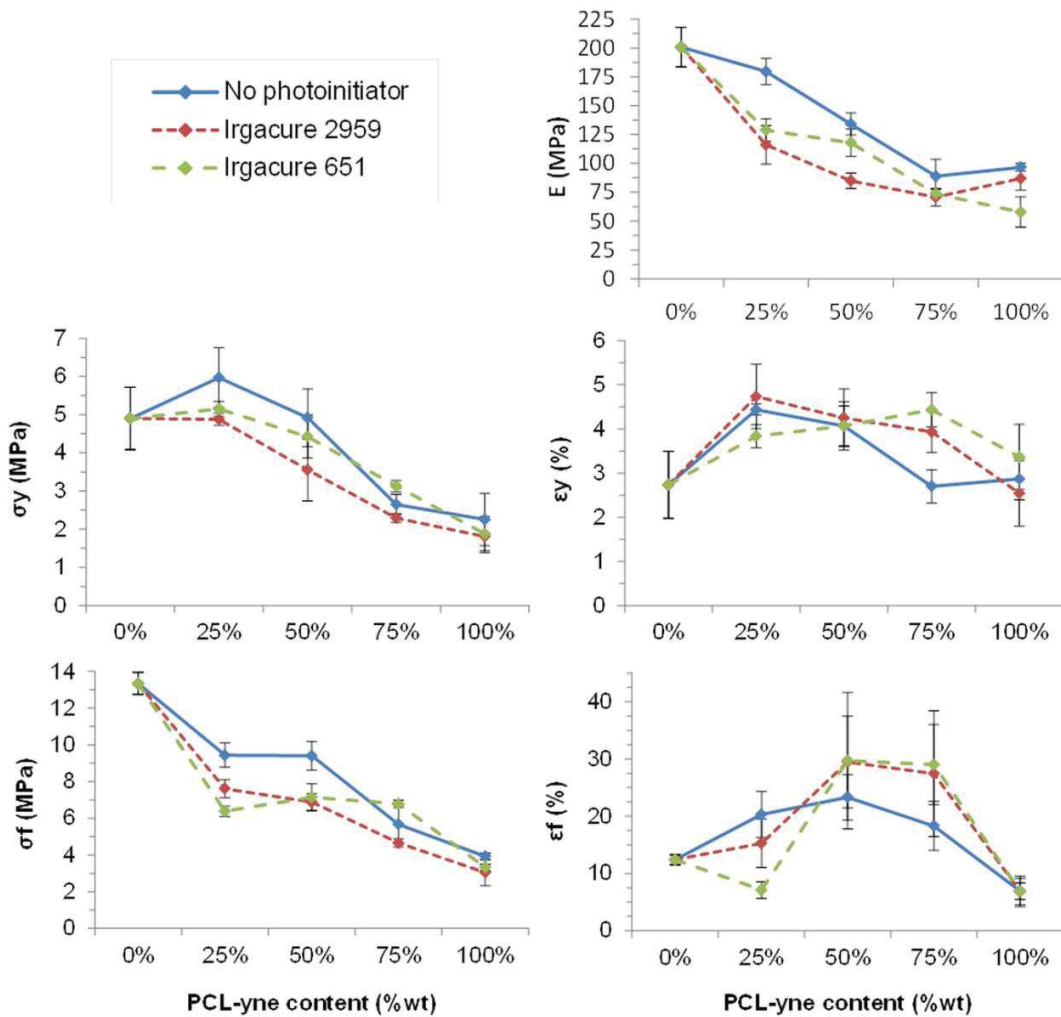 No photoinitiator
Irgacure 2959
Irgacure 651
E (MPa)
225
200
175
150
125
100
75
50
25
0
0% 25% 50% 75% 100%
σy (MPa)
7
6
5
4
3
2
1
0
0% 25% 50% 75% 100%
εy (%)
6
5
4
3
2
1
0
0% 25% 50% 75% 100%
σf (MPa)
14
12
10
8
6
4
2
0
0% 25% 50% 75% 100%
PCL-yne content (%wt)
εf (%)
40
30
20
10
0
0% 25% 50% 75% 100%
PCL-yne content (%wt)